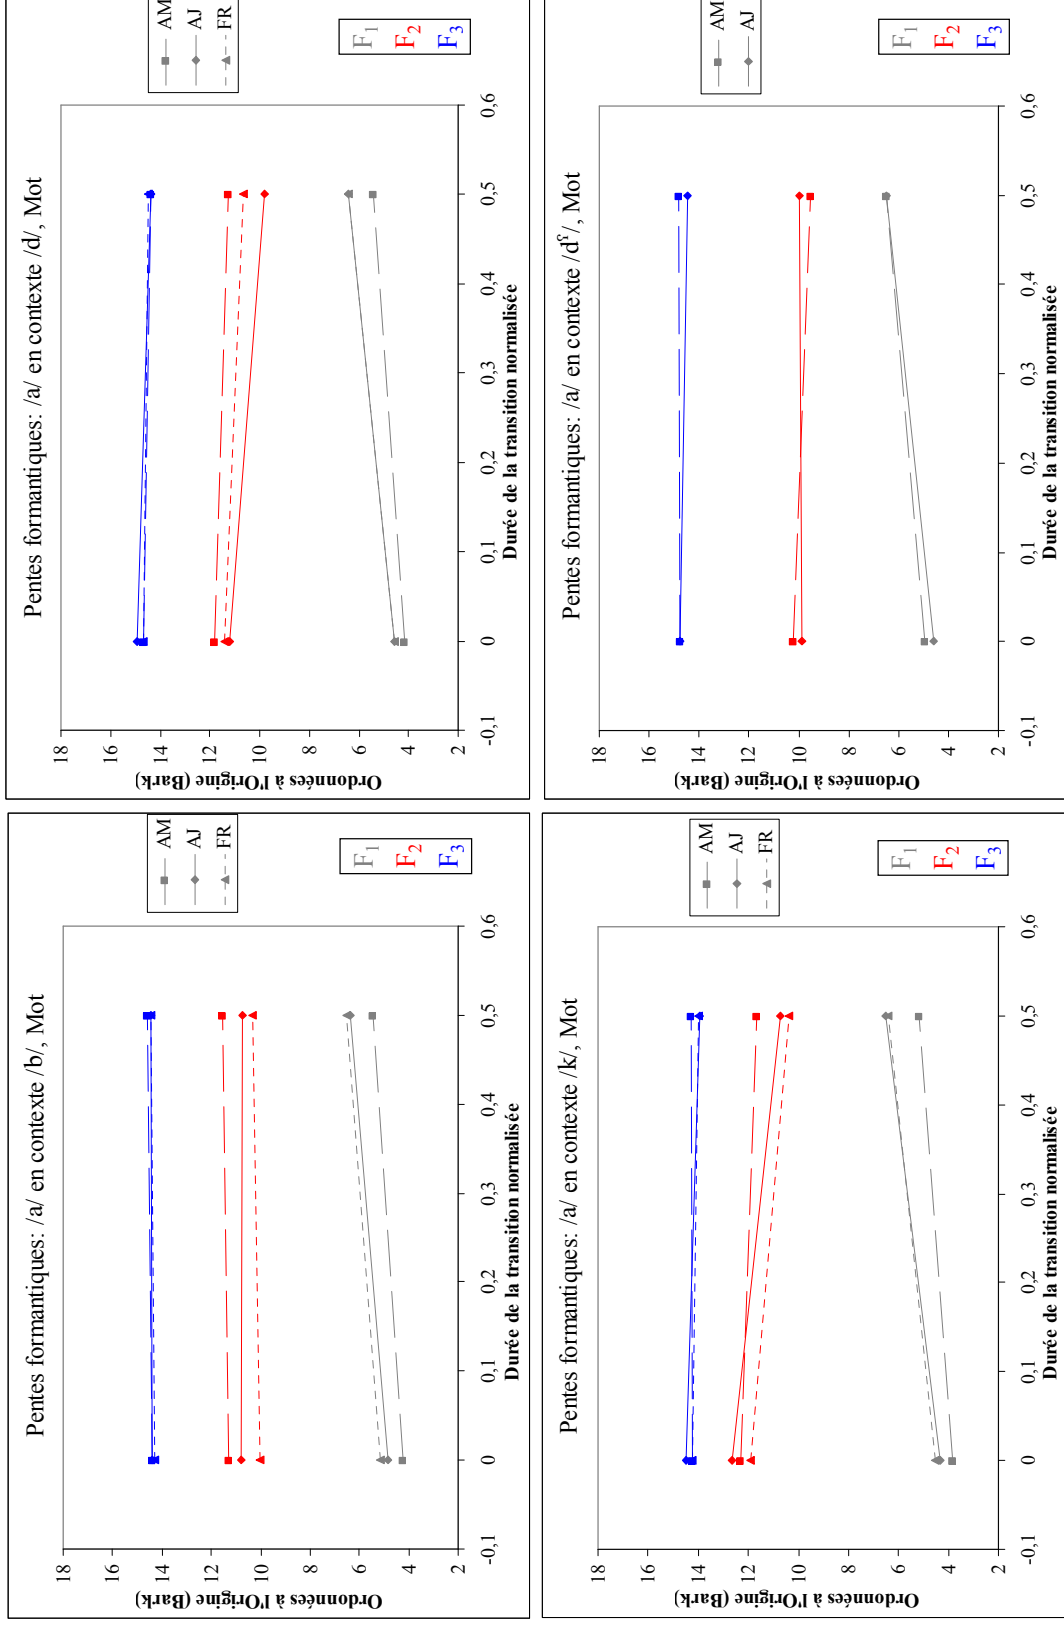 Pentes formantiques: /a/ en contexte /b/, Mot
Ordonnées à l'Origine (Bark)
18
16
14
12
10
8
6
4
2
-0,1
0
0,1
0,2
0,3
0,4
0,5
0,6
Durée de la transition normalisée
AM
AJ
FR
F1
F2
F3
Pentes formantiques: /a/ en contexte /d/, Mot
Ordonnées à l'Origine (Bark)
18
16
14
12
10
8
6
4
2
-0,1
0
0,1
0,2
0,3
0,4
0,5
0,6
Durée de la transition normalisée
AM
AJ
FR
F1
F2
F3
Pentes formantiques: /a/ en contexte /k/, Mot
Ordonnées à l'Origine (Bark)
18
16
14
12
10
8
6
4
2
-0,1
0
0,1
0,2
0,3
0,4
0,5
0,6
Durée de la transition normalisée
AM
AJ
FR
F1
F2
F3
Pentes formantiques: /a/ en contexte /dˤ/, Mot
Ordonnées à l'Origine (Bark)
18
16
14
12
10
8
6
4
2
-0,1
0
0,1
0,2
0,3
0,4
0,5
0,6
Durée de la transition normalisée
AM
AJ
F1
F2
F3